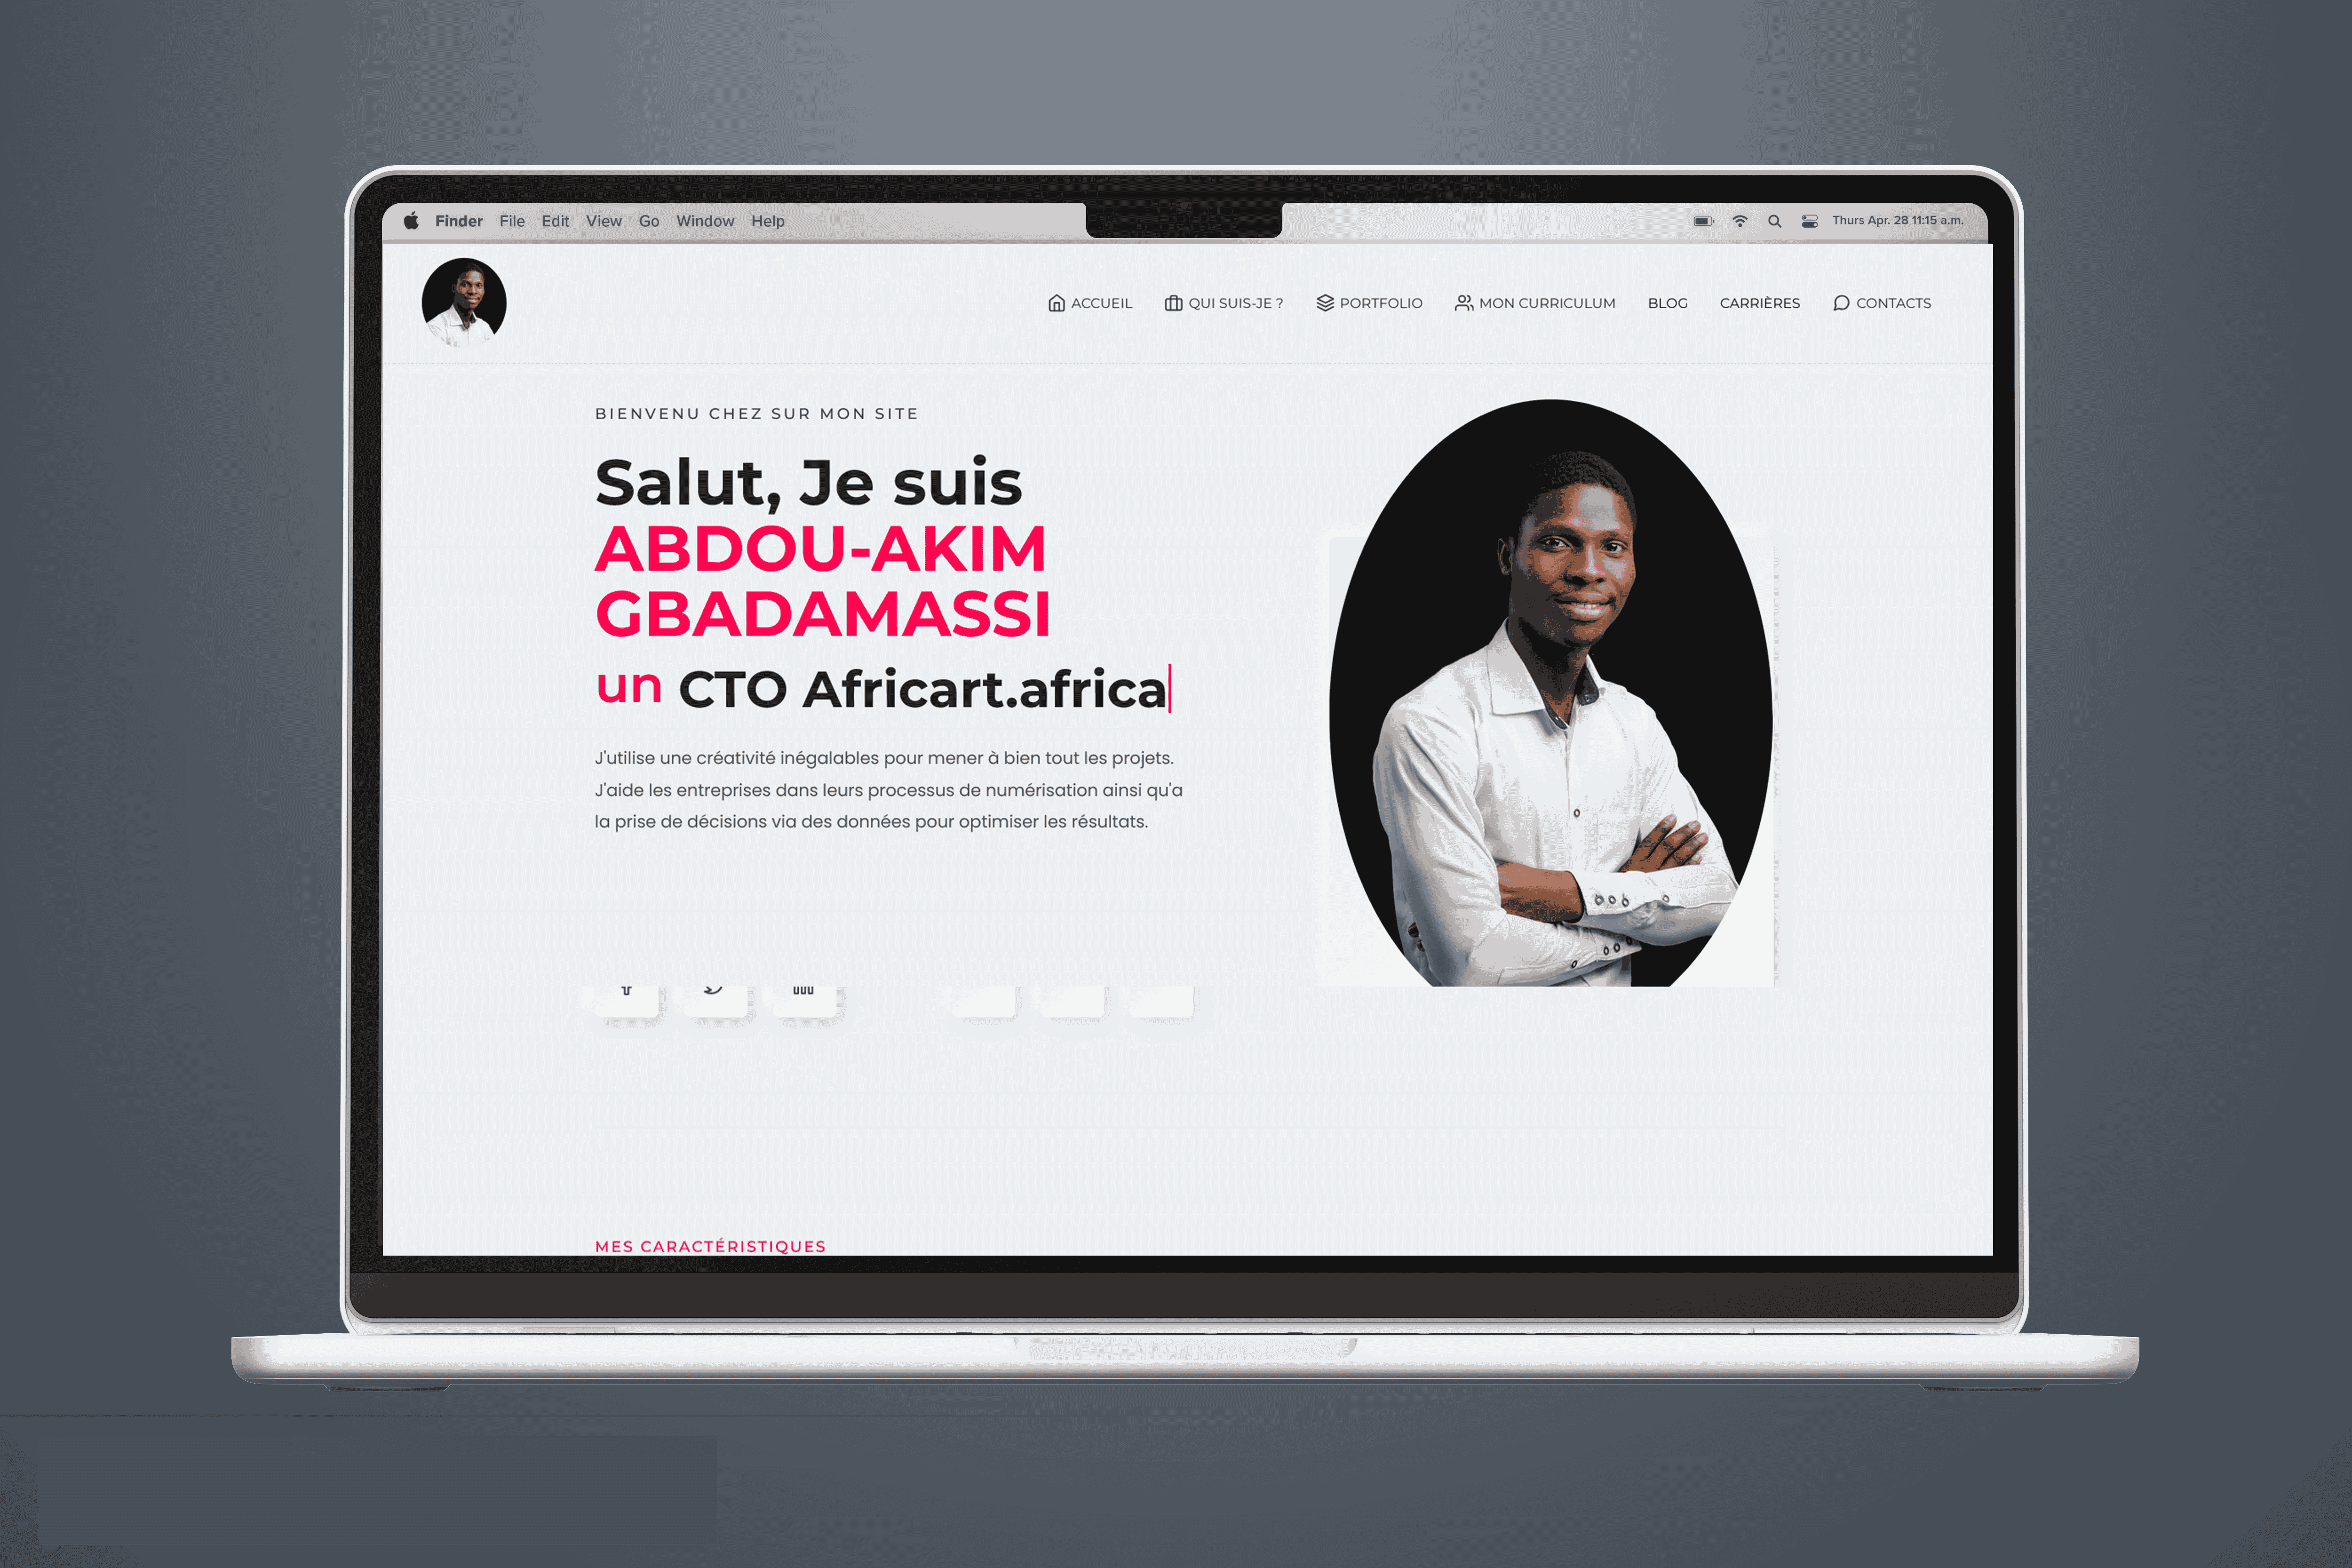 Finder File Edit View Go Window Help
Thurs Apr. 28 11:15 a.m.
ACCUEIL QUI SUIS-JE ? PORTFOLIO MON CURRICULUM BLOG CARRIÈRES CONTACTS
BIENVENU CHEZ SUR MON SITE
Salut, Je suis
ABDOU-AKIM
GBADAMASSI
un CTO Africart.africa
J'utilise une créativité inégalables pour mener à bien tout les projets.
J'aide les entreprises dans leurs processus de numérisation ainsi qu'a
la prise de décisions via des données pour optimiser les résultats.
MES CARACTÉRISTIQUES